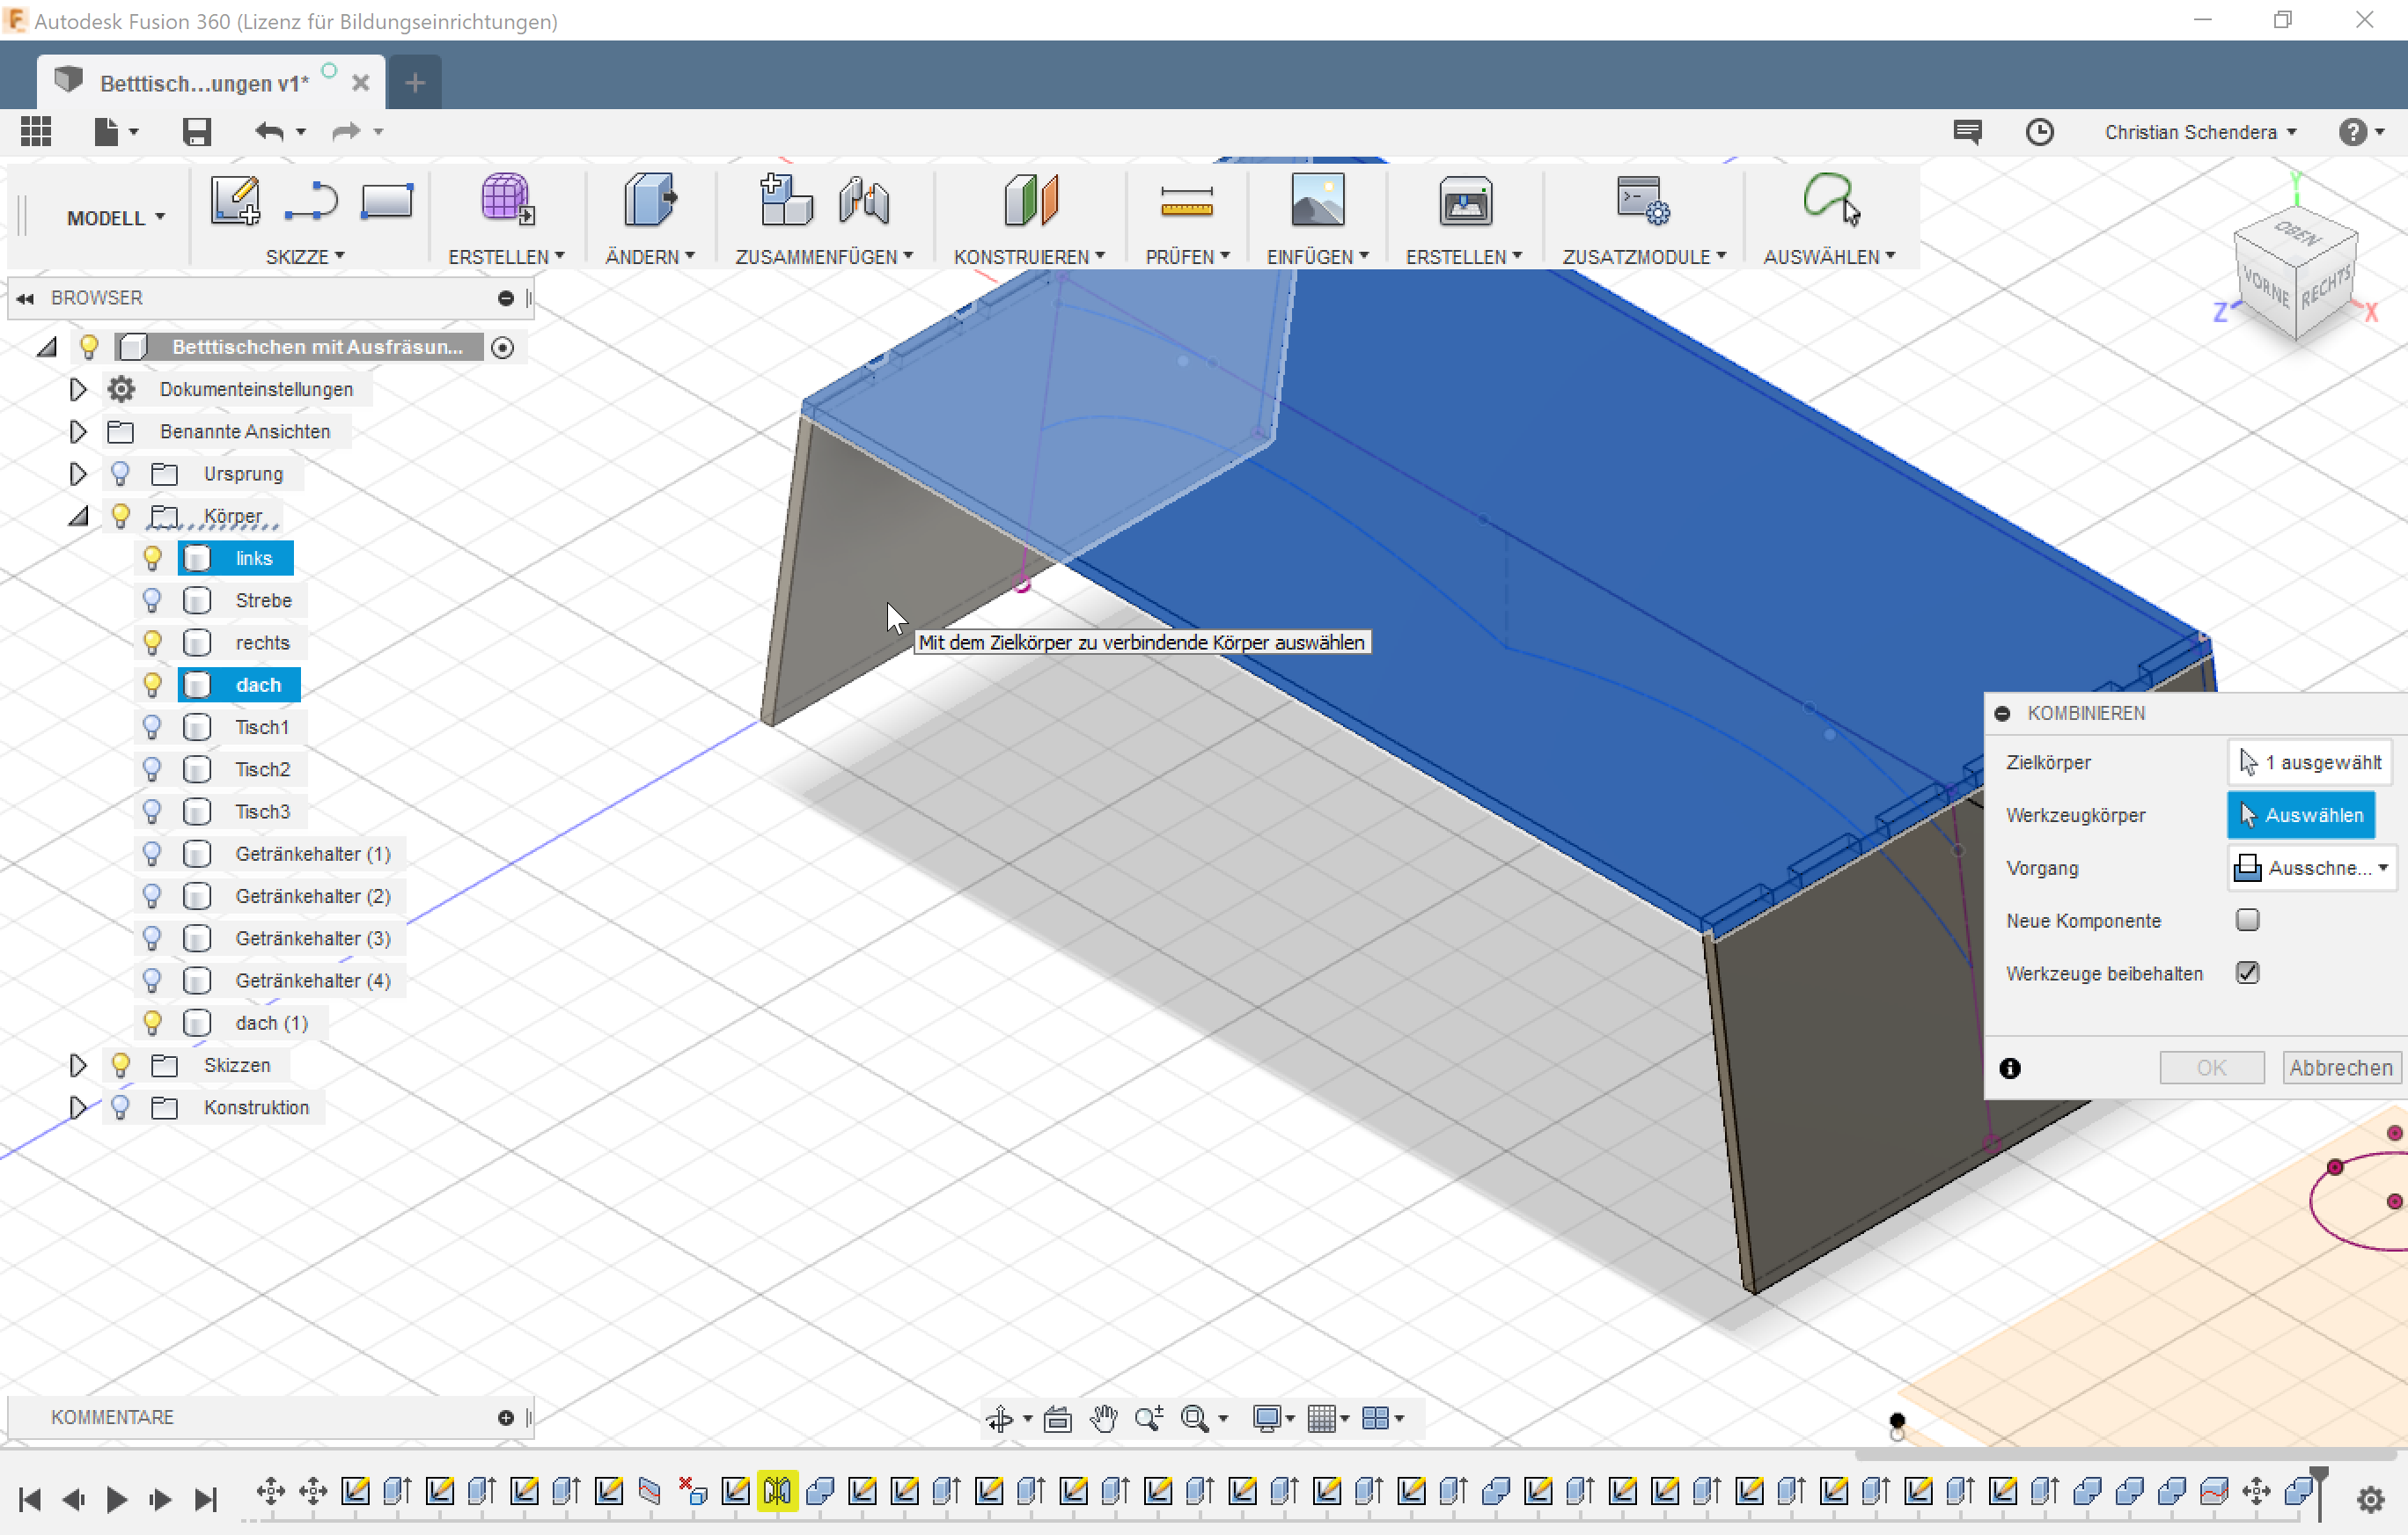 Autodesk Fusion 360 (Lizenz für Bildungseinrichtungen)
Betttisch...ungen v1*
Christian Schendera
MODELL
SKIZZE
ERSTELLEN
ÄNDERN
ZUSAMMENFÜGEN
KONSTRUIEREN
PRÜFEN
EINFÜGEN
ERSTELLEN
ZUSATZMODULE
AUSWÄHLEN
Y
OBEN
VORNE
RECHTS
Z
X
BROWSER
Betttischchen mit Ausfräsun...
Dokumenteinstellungen
Benannte Ansichten
Ursprung
Körper
links
Strebe
rechts
dach
Tisch1
Tisch2
Tisch3
Getränkehalter (1)
Getränkehalter (2)
Getränkehalter (3)
Getränkehalter (4)
dach (1)
Skizzen
Konstruktion
Mit dem Zielkörper zu verbindende Körper auswählen
KOMBINIEREN
Zielkörper 1 ausgewählt
Werkzeugkörper Auswählen
Vorgang Ausschne...
Neue Komponente
Werkzeuge beibehalten
OK Abbrechen
KOMMENTARE